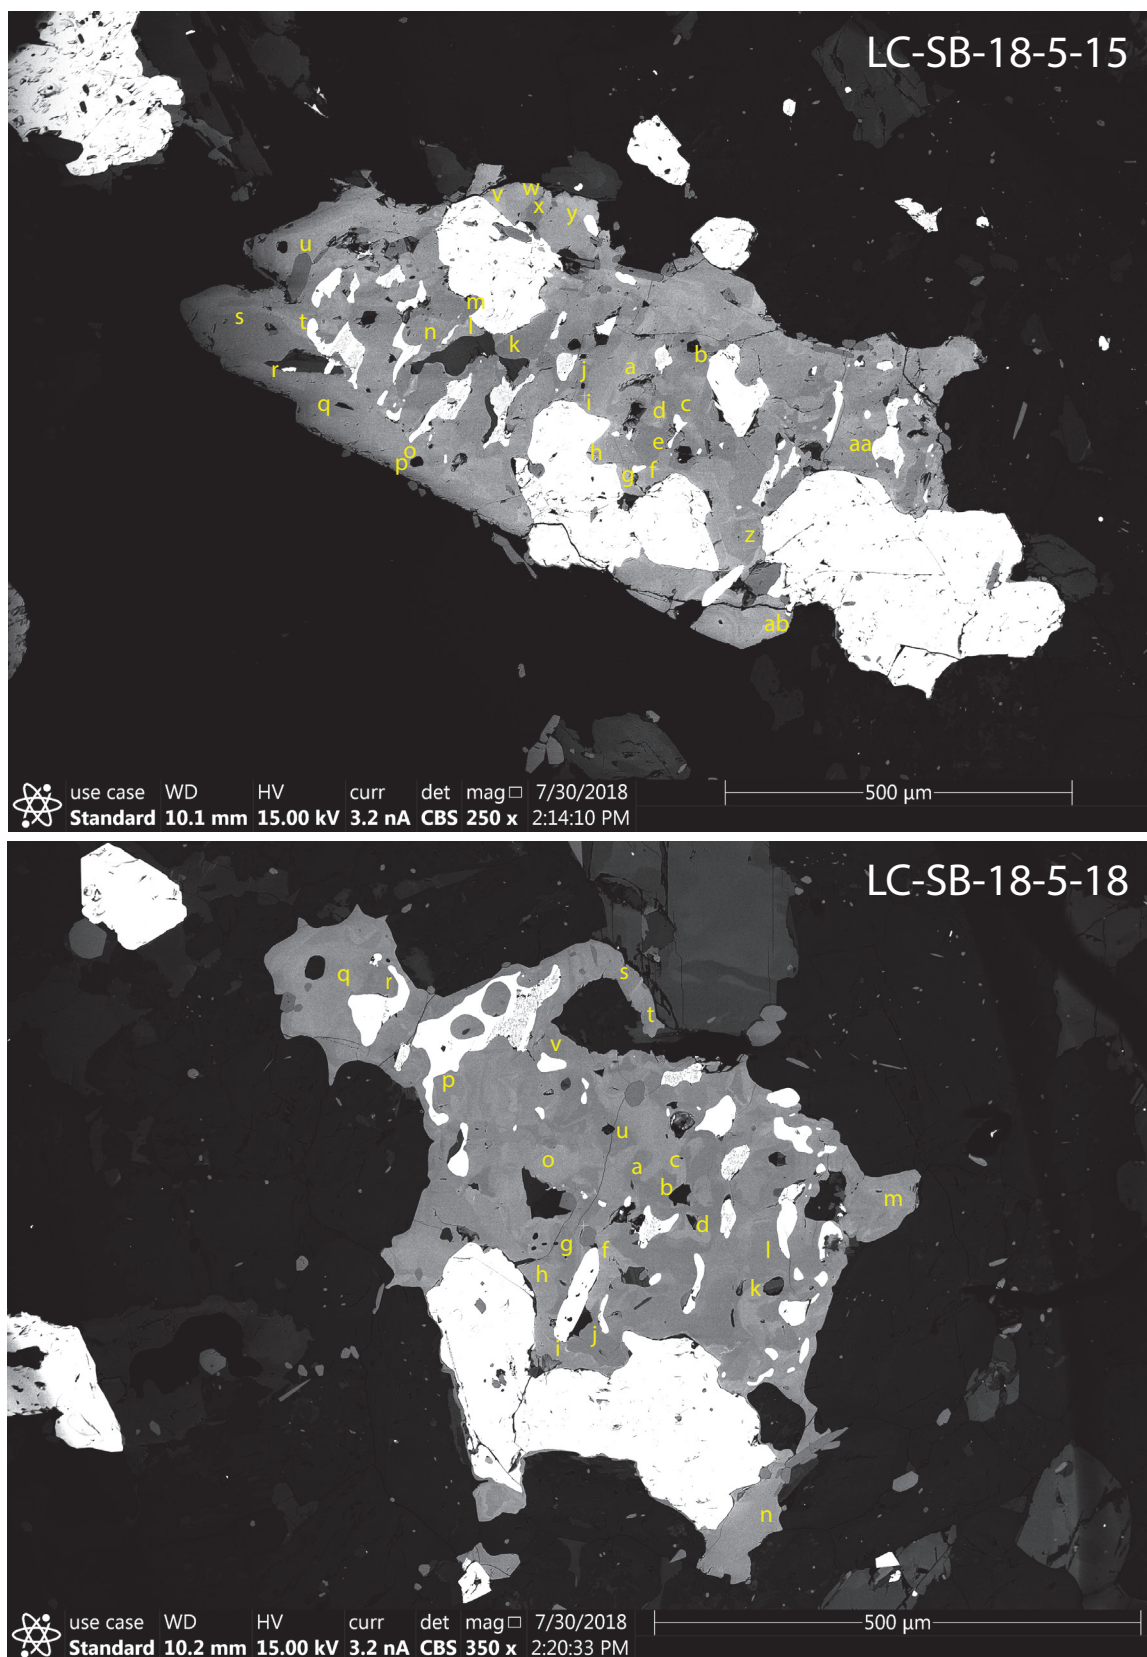 LC-SB-18-5-15
w
v
x
y
u
m
s
t
n
l
k
b
r
j
a
i
d
c
q
o
e
aa
h
p
f
g
z
ab
use case WD HV curr det mag□ 7/30/2018
500 µm
Standard 10.1 mm 15.00 kV 3.2 nA CBS 250 x 2:14:10 PM
LC-SB-18-5-18
q
r
s
t
v
p
u
o
a
c
b
m
d
g
f
l
h
k
j
i
n
use case WD HV curr det mag□ 7/30/2018
500 µm
Standard 10.2 mm 15.00 kV 3.2 nA CBS 350 x 2:20:33 PM